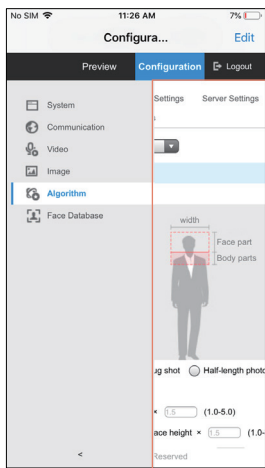 No SIM 11:26 AM 7%
Configura... Edit
Preview Configuration Logout
System
Communication
Video
Image
Algorithm
Face Database
<
Settings Server Settings
s
width
Face part
Body parts
ug shot Half-length photo
× 1.5 (1.0-5.0)
ace height × 1.5 (1.0-
Reserved